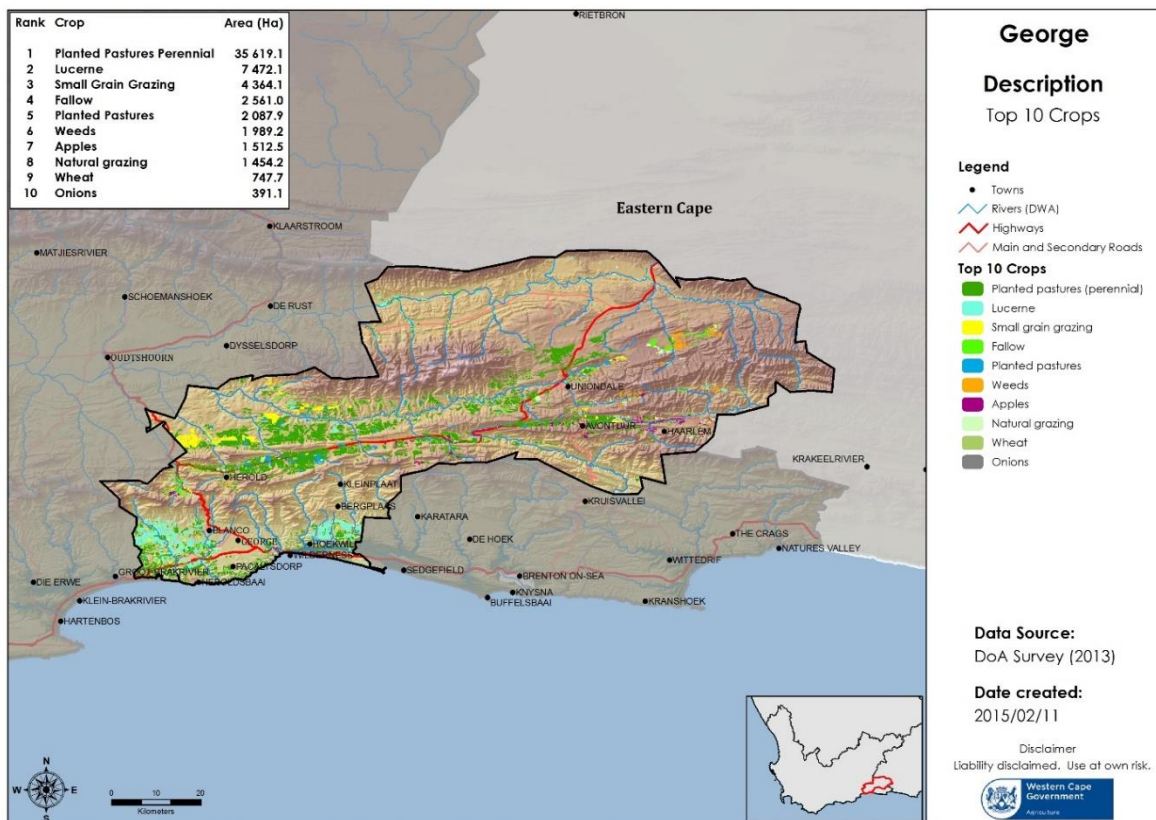 Rank Crop Area (Ha)
1 Planted Pastures Perennial 35 619.1
2 Lucerne 7 472.1
3 Small Grain Grazing 4 364.1
4 Fallow 2 561.0
5 Planted Pastures 2 087.9
6 Weeds 1 989.2
7 Apples 1 512.5
8 Natural grazing 1 454.2
9 Wheat 747.7
10 Onions 391.1
RIETBRON
Eastern Cape
KLAARSTROOM
MATJIESRIVIER
SCHOEMANSHOEK
DE RUST
DYSSELSDORP
OUDTSHOORN
UNIONDALE
AVONTUUR
HAARLEM
KRAKEELRIVIER
HEROLD
KLEINPLAAT
BERGPLAAS
KRUISVALLEI
KARATARA
BLANCO
GEORGE
HOEKWIL
DE HOEK
THE CRAGS
NATURES VALLEY
WITTEDRIF
PACALTSDORP
SEDGEFIELD
DIE ERWE
HEROLDSBAAI
BRENTON ON-SEA
KNYSNA
BUFFELSBAAI
KRANSHOEK
KLEIN-BRAKRIVIER
HARTENBOS
N
W E
S
10 0 10 20
Kilometers
George
Description
Top 10 Crops
Legend
Towns
Rivers (DWA)
Highways
Main and Secondary Roads
Top 10 Crops
Planted pastures (perennial)
Lucerne
Small grain grazing
Fallow
Planted pastures
Weeds
Apples
Natural grazing
Wheat
Onions
Data Source:
DoA Survey (2013)
Date created:
2015/02/11
Disclaimer
Liability disclaimed. Use at own risk.
Western Cape
Government
Agriculture